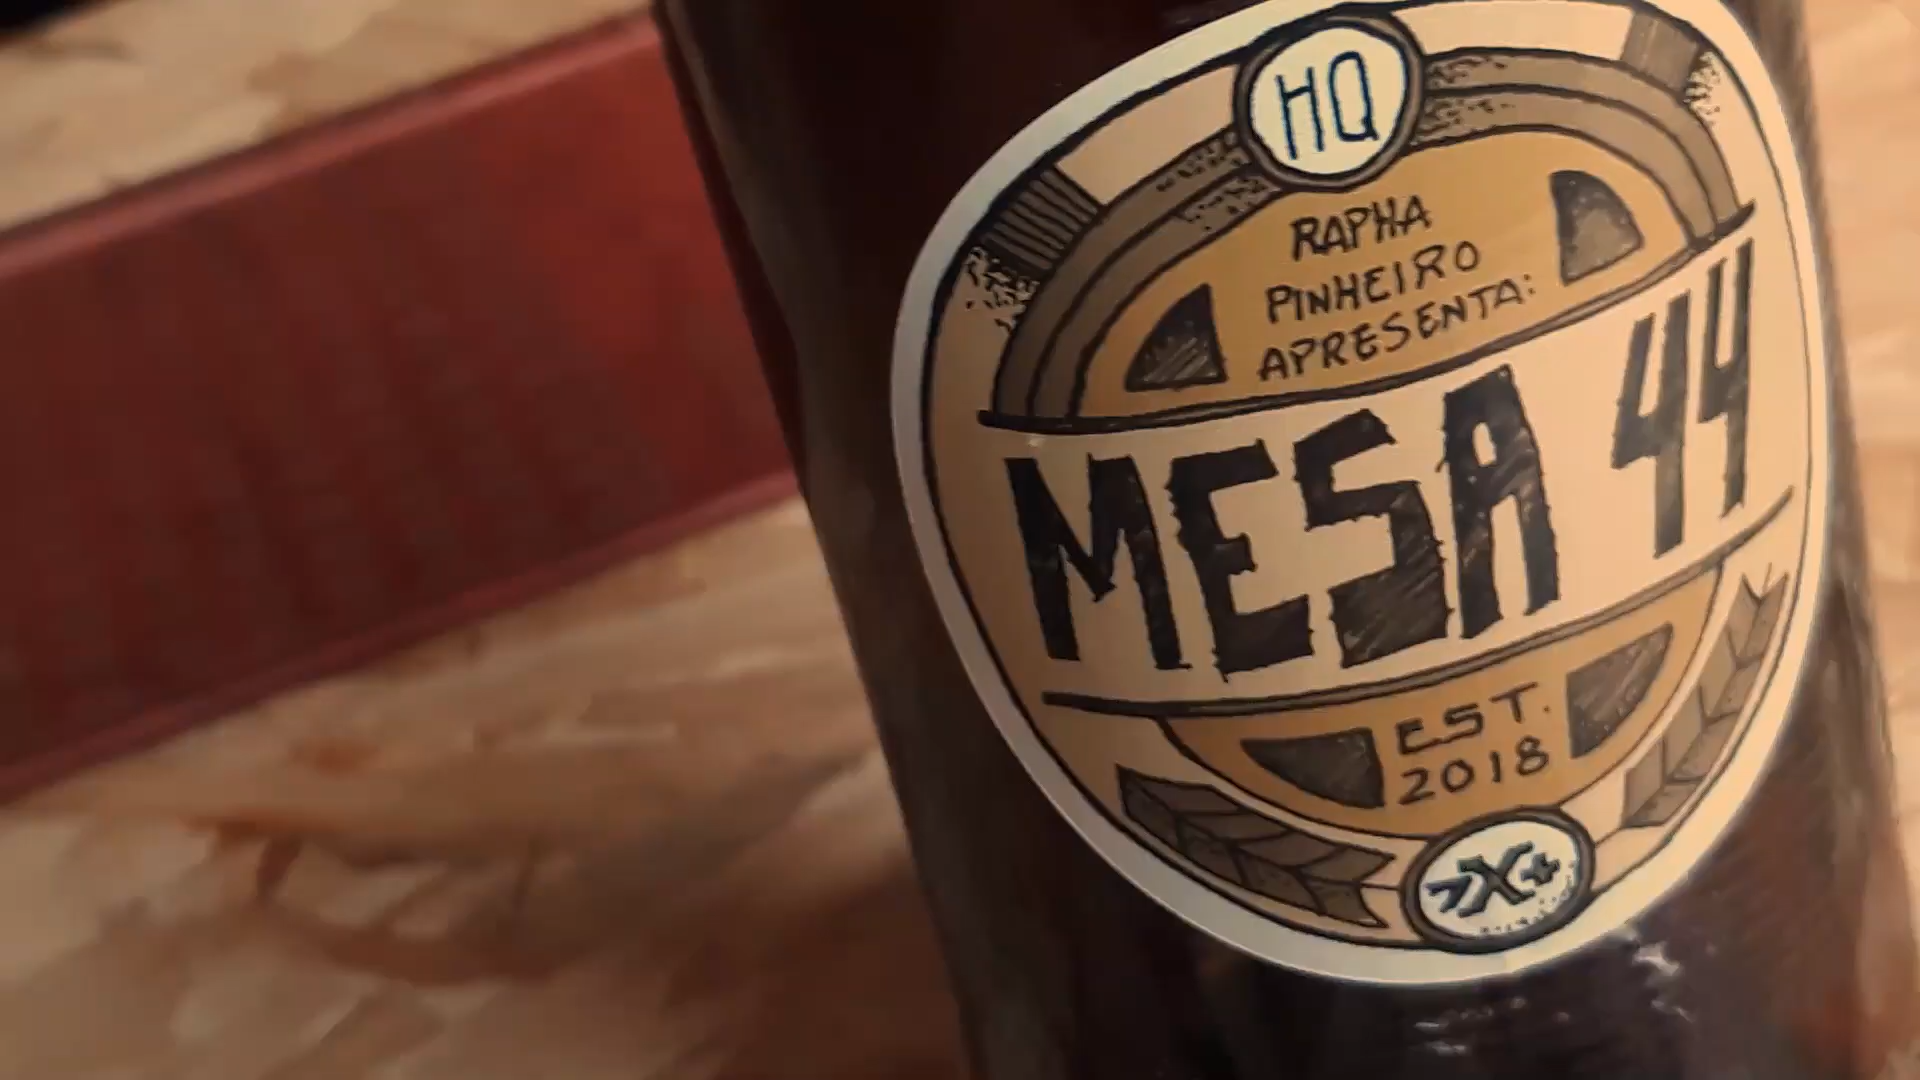 HQ
RAPHA
PINHEIRO
APRESENTA:
MESA 44
EST.
2018